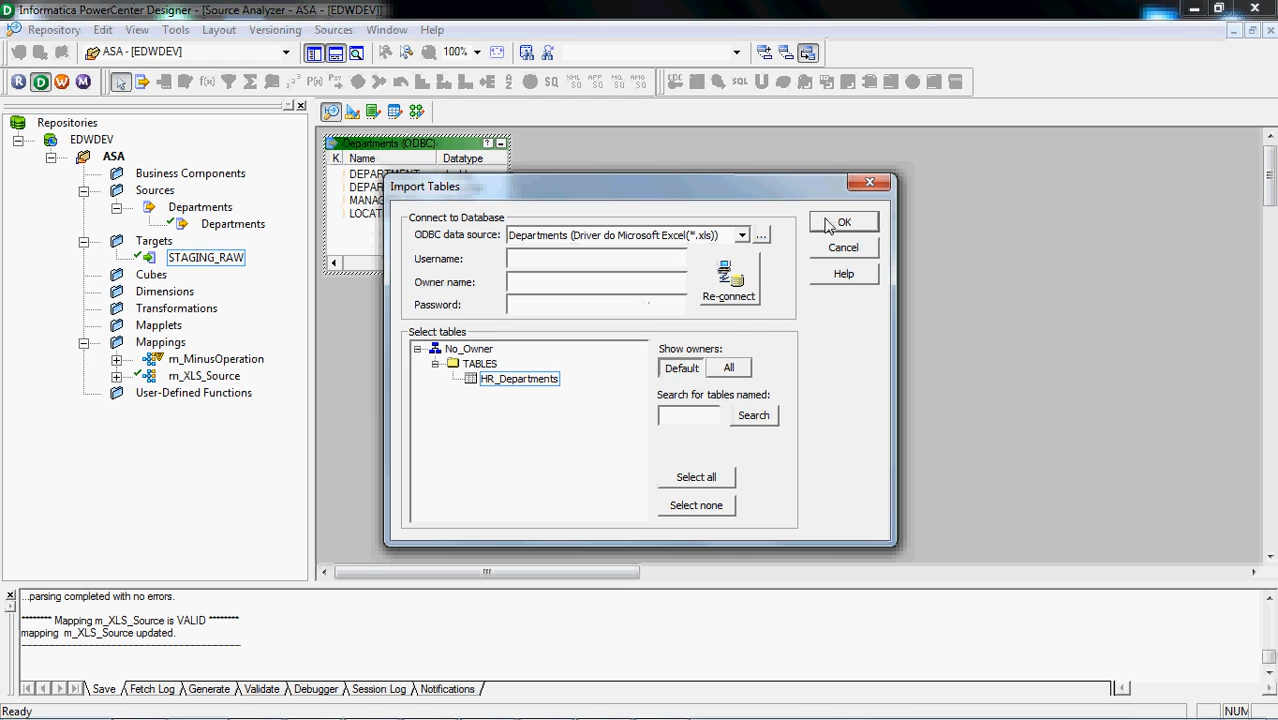 Informatica PowerCenter Designer - [Source Analyzer - ASA - [EDWDEV]]
Repository Edit View Tools Layout Versioning Sources Window Help
ASA - [EDWDEV]
100%
Repositories
EDWDEV
ASA
Business Components
Sources
Departments
Departments
Targets
STAGING_RAW
Cubes
Dimensions
Transformations
Mapplets
Mappings
m_MinusOperation
m_XLS_Source
User-Defined Functions
Departments (ODBC)
K. Name Datatype
Import Tables
Connect to Database
ODBC data source: Departments (Driver do Microsoft Excel(*.xls)) ...
Username:
Owner name:
Password:
Re-connect
OK
Cancel
Help
Select tables
No_Owner
TABLES
HR_Departments
Show owners:
Default All
Search for tables named:
Search
Select all
Select none
...parsing completed with no errors.
******** Mapping m_XLS_Source is VALID ********
mapping m_XLS_Source updated.
Save Fetch Log Generate Validate Debugger Session Log Notifications
Ready
NUM